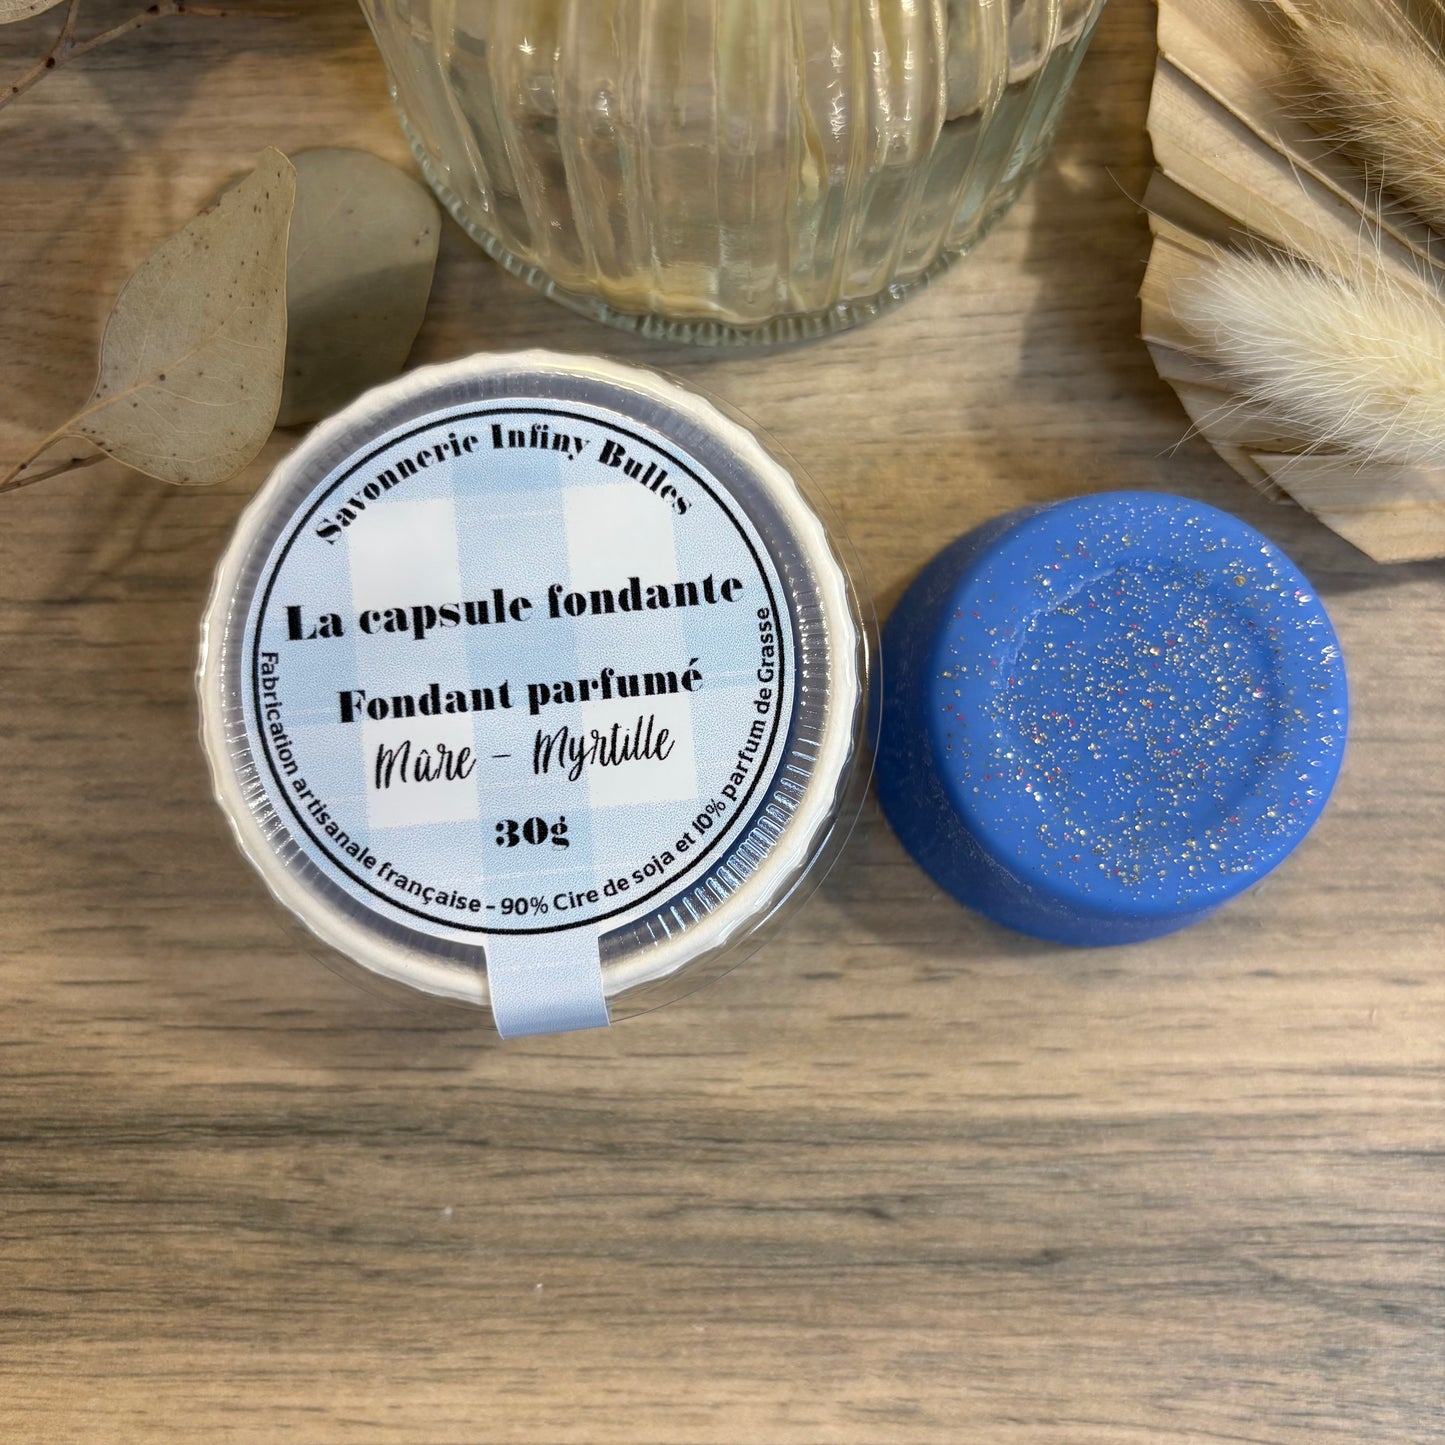 Savonnerie Infiny Bulles
La capsule fondante
Fondant parfumé
Mûre - Myrtille
30g
Fabrication artisanale française - 90% Cire de soja et 10% parfum de Grasse